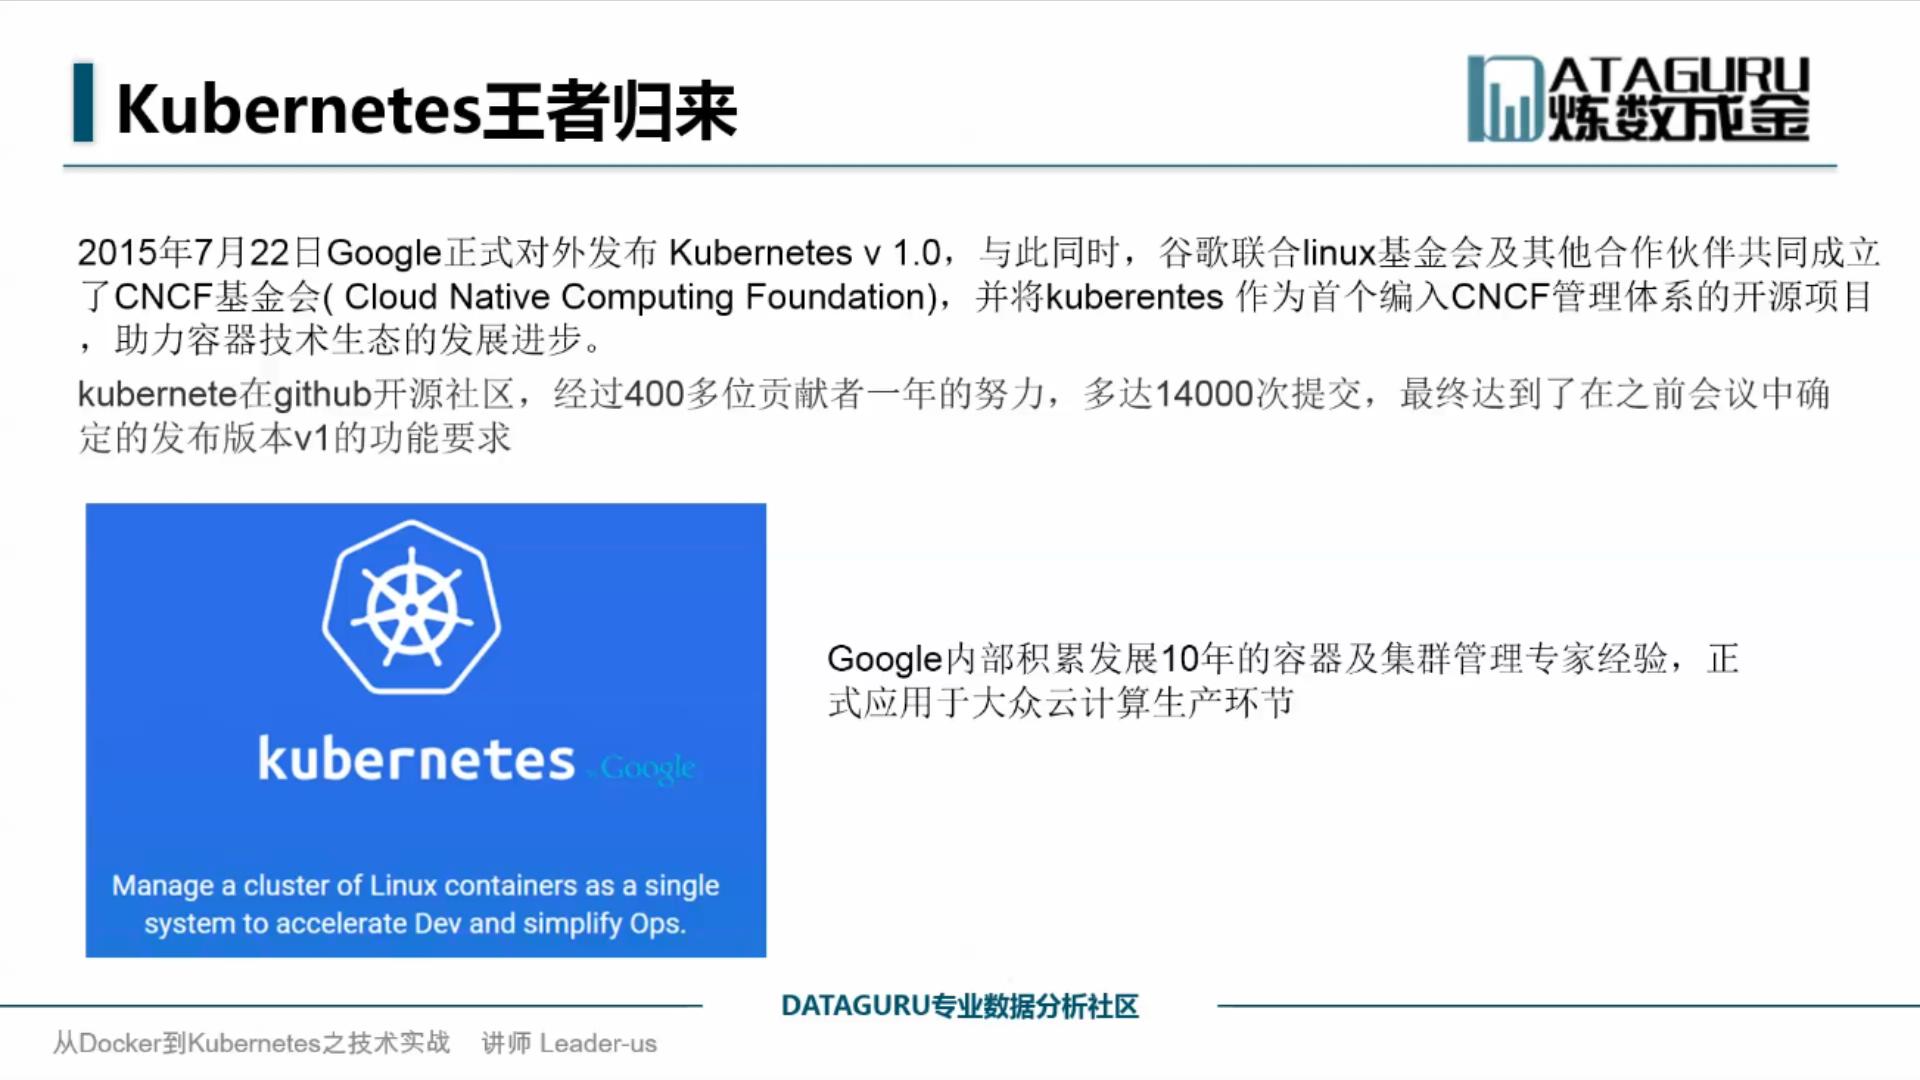 Kubernetes王者归来
DATAGURU
炼数成金
2015年7月22日Google正式对外发布 Kubernetes v 1.0，与此同时，谷歌联合linux基金会及其他合作伙伴共同成立
了CNCF基金会( Cloud Native Computing Foundation)，并将kuberentes 作为首个编入CNCF管理体系的开源项目
，助力容器技术生态的发展进步。
kubernete在github开源社区，经过400多位贡献者一年的努力，多达14000次提交，最终达到了在之前会议中确
定的发布版本v1的功能要求
kubernetes by Google
Manage a cluster of Linux containers as a single
system to accelerate Dev and simplify Ops.
Google内部积累发展10年的容器及集群管理专家经验，正
式应用于大众云计算生产环节
DATAGURU专业数据分析社区
从Docker到Kubernetes之技术实战 讲师 Leader-us